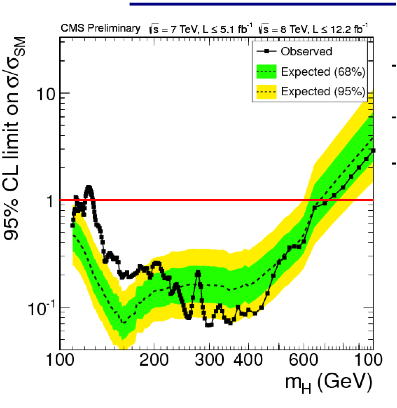 CMS Preliminary √s = 7 TeV, L ≤ 5.1 fb⁻¹ √s = 8 TeV, L ≤ 12.2 fb⁻¹
Observed
Expected (68%)
Expected (95%)
95% CL limit on σ/σSM
10
1
10⁻¹
100 200 300 400 600 1000
mH (GeV)